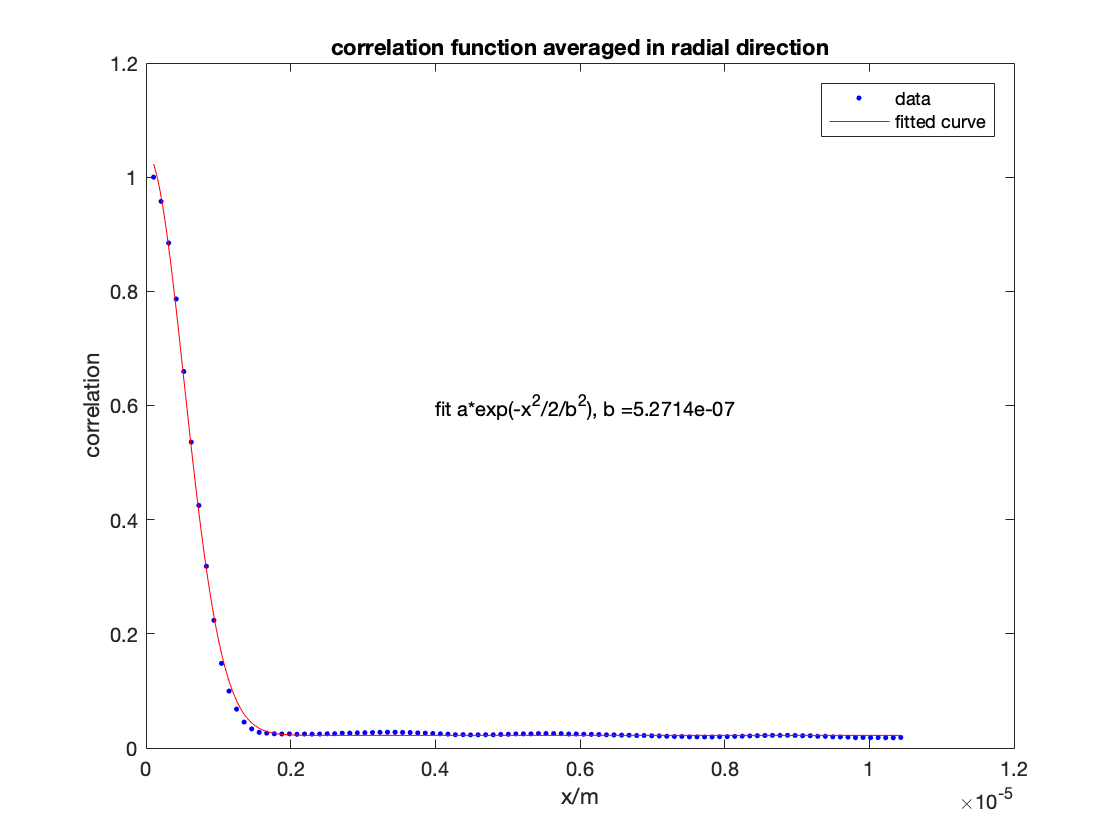 correlation function averaged in radial direction
1.2
1
0.8
0.6
0.4
0.2
0
correlation
data
fitted curve
fit a*exp(-x²/2/b²), b =5.2714e-07
0 0.2 0.4 0.6 0.8 1 1.2
x/m
×10⁻⁵